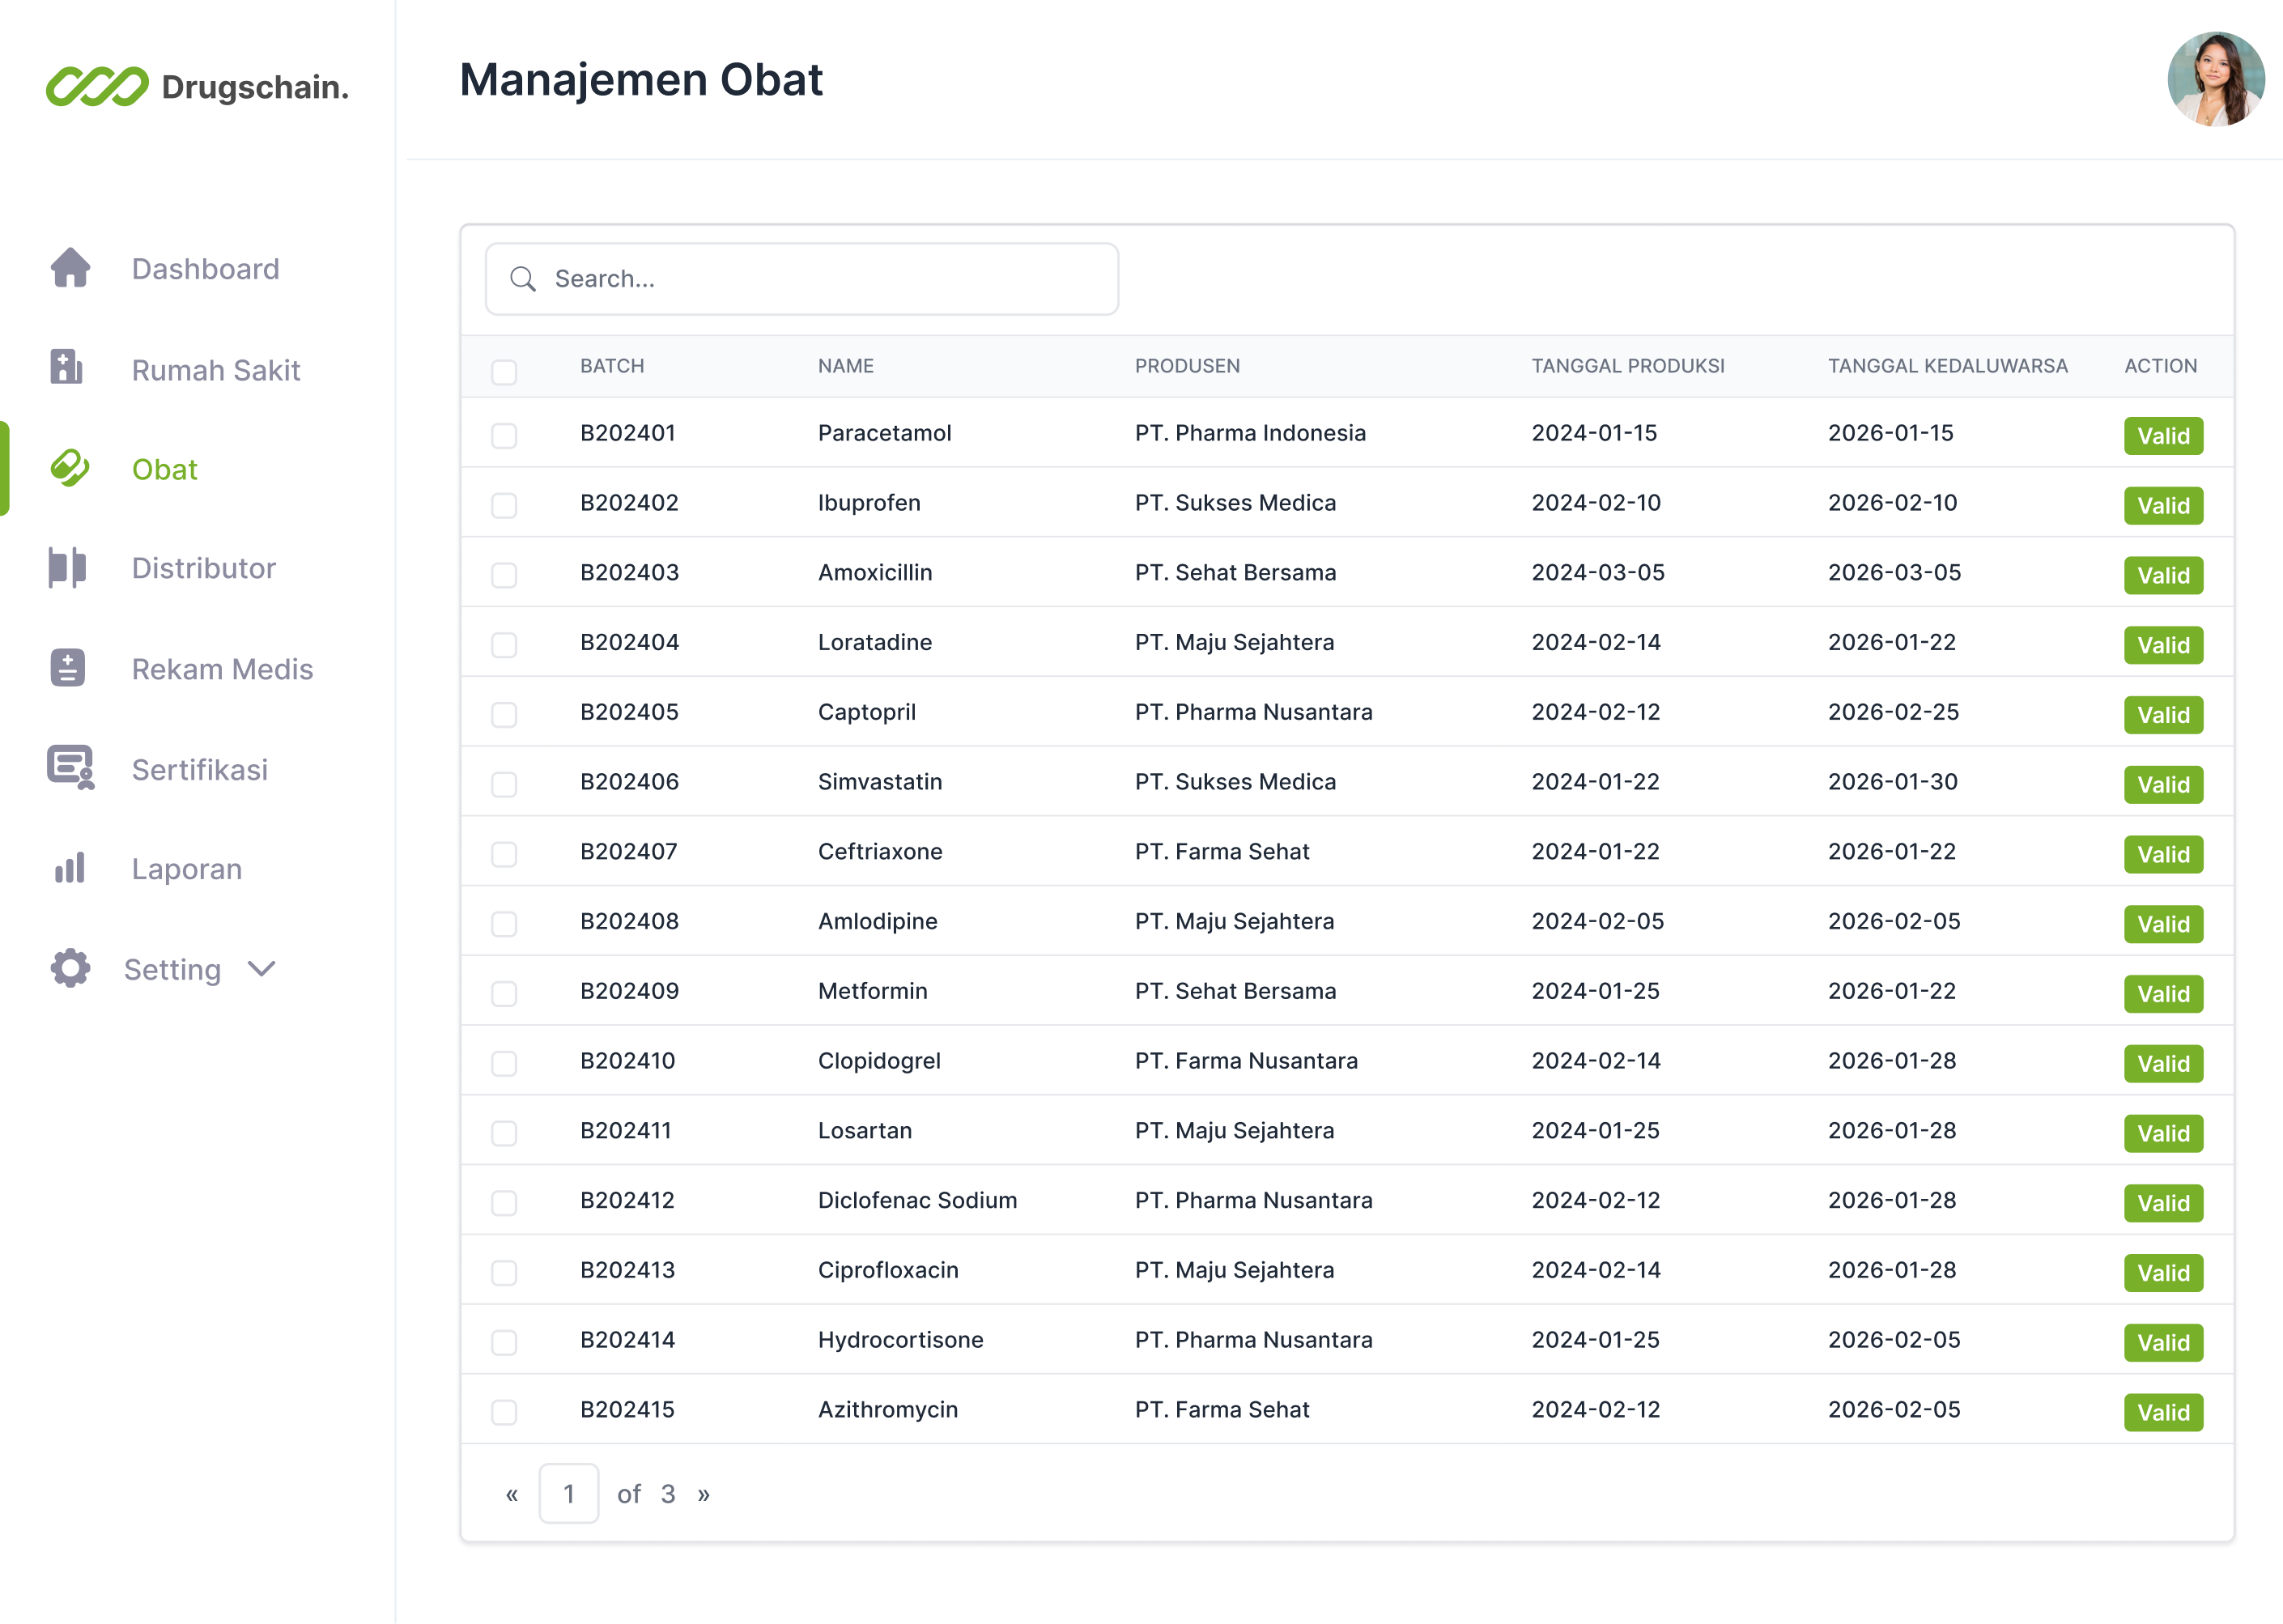 Drugschain.
Manajemen Obat
Dashboard
Rumah Sakit
Obat
Distributor
Rekam Medis
Sertifikasi
Laporan
Setting
Search...
BATCH NAME PRODUSEN TANGGAL PRODUKSI TANGGAL KEDALUWARSA ACTION
B202401 Paracetamol PT. Pharma Indonesia 2024-01-15 2026-01-15 Valid
B202402 Ibuprofen PT. Sukses Medica 2024-02-10 2026-02-10 Valid
B202403 Amoxicillin PT. Sehat Bersama 2024-03-05 2026-03-05 Valid
B202404 Loratadine PT. Maju Sejahtera 2024-02-14 2026-01-22 Valid
B202405 Captopril PT. Pharma Nusantara 2024-02-12 2026-02-25 Valid
B202406 Simvastatin PT. Sukses Medica 2024-01-22 2026-01-30 Valid
B202407 Ceftriaxone PT. Farma Sehat 2024-01-22 2026-01-22 Valid
B202408 Amlodipine PT. Maju Sejahtera 2024-02-05 2026-02-05 Valid
B202409 Metformin PT. Sehat Bersama 2024-01-25 2026-01-22 Valid
B202410 Clopidogrel PT. Farma Nusantara 2024-02-14 2026-01-28 Valid
B202411 Losartan PT. Maju Sejahtera 2024-01-25 2026-01-28 Valid
B202412 Diclofenac Sodium PT. Pharma Nusantara 2024-02-12 2026-01-28 Valid
B202413 Ciprofloxacin PT. Maju Sejahtera 2024-02-14 2026-01-28 Valid
B202414 Hydrocortisone PT. Pharma Nusantara 2024-01-25 2026-02-05 Valid
B202415 Azithromycin PT. Farma Sehat 2024-02-12 2026-02-05 Valid
« 1 of 3 »